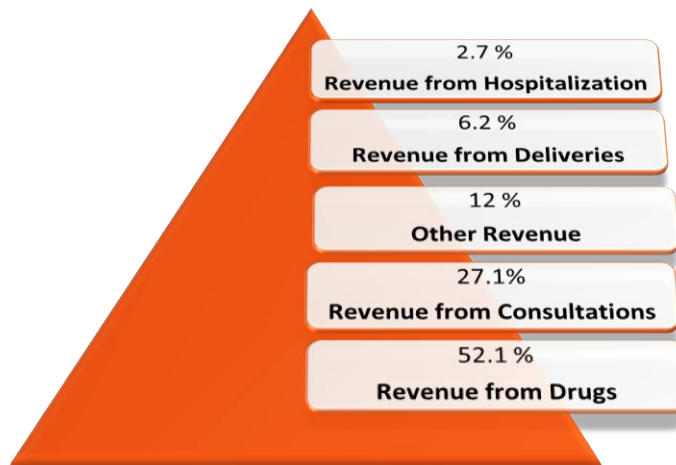 2.7 %
Revenue from Hospitalization
6.2 %
Revenue from Deliveries
12 %
Other Revenue
27.1%
Revenue from Consultations
52.1 %
Revenue from Drugs